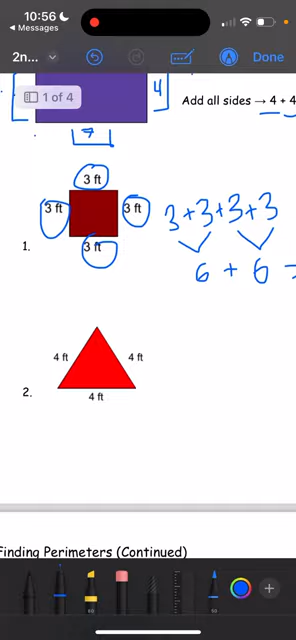 10:56
Messages
2n...
Done
4
1 of 4
Add all sides → 4 + 4
7
3 ft
3 ft
3 ft
3+3+3+3
3 ft
1.
6 + 6 =
4 ft
4 ft
4 ft
2.
Finding Perimeters (Continued)